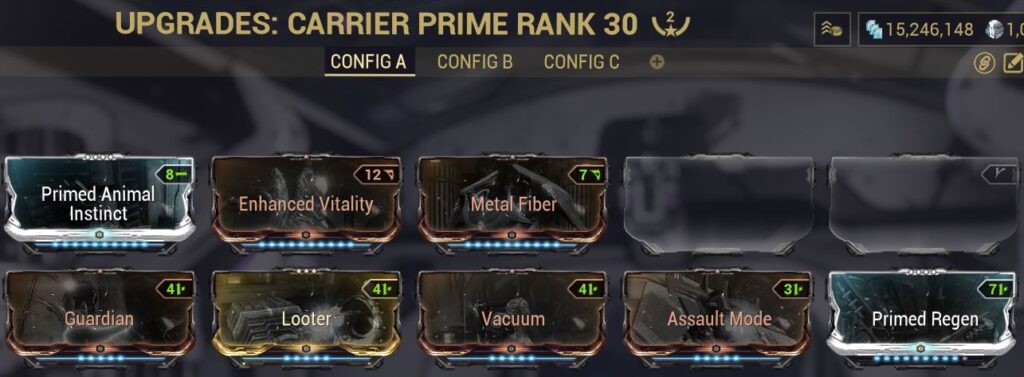 UPGRADES: CARRIER PRIME RANK 30 2
15,246,148
CONFIG A CONFIG B CONFIG C
8 12 7
Primed Animal
Instinct
Enhanced Vitality
Metal Fiber
4 4 4 3 7
Guardian
Looter
Vacuum
Assault Mode
Primed Regen